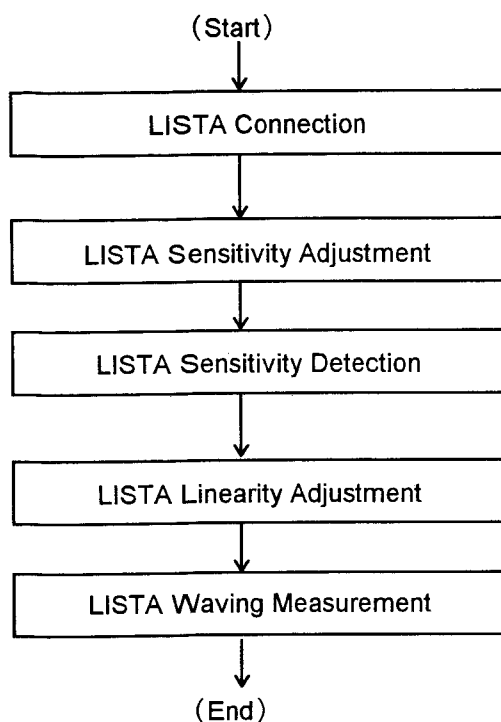 (Start)
LISTA Connection
LISTA Sensitivity Adjustment
LISTA Sensitivity Detection
LISTA Linearity Adjustment
LISTA Waving Measurement
(End)